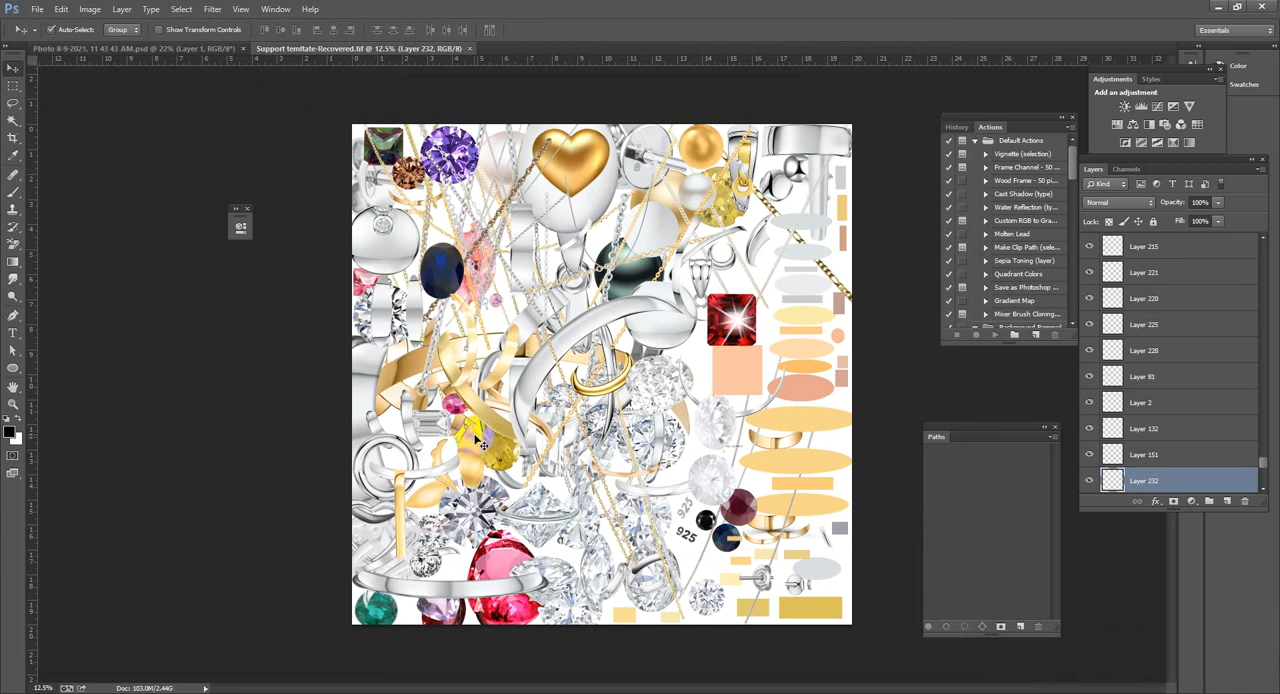 Ps File Edit Image Layer Type Select Filter View Window Help
Auto-Select: Group Show Transform Controls Essentials
Photo 8-9-2021, 11 43 43 AM.psd @ 22% (Layer 1, RGB/8*) × Support temltate-Recovered.tif @ 12.5% (Layer 232, RGB/8) ×
Color
Swatches
Adjustments Styles
Add an adjustment
History Actions
Default Actions
Vignette (selection)
Frame Channel - 50 ...
Wood Frame - 50 pi...
Cast Shadow (type)
Water Reflection (ty...
Custom RGB to Gra...
Molten Lead
Make Clip Path (sele...
Sepia Toning (layer)
Quadrant Colors
Save as Photoshop ...
Gradient Map
Mixer Brush Cloning...
Background Removal
Layers Channels
Kind
Normal Opacity: 100%
Lock: Fill: 100%
Layer 215
Layer 221
Layer 220
Layer 225
Layer 228
Layer 81
Layer 2
Layer 132
Layer 151
Layer 232
Paths
925
925
12.5% Doc: 103.0M/2.44G